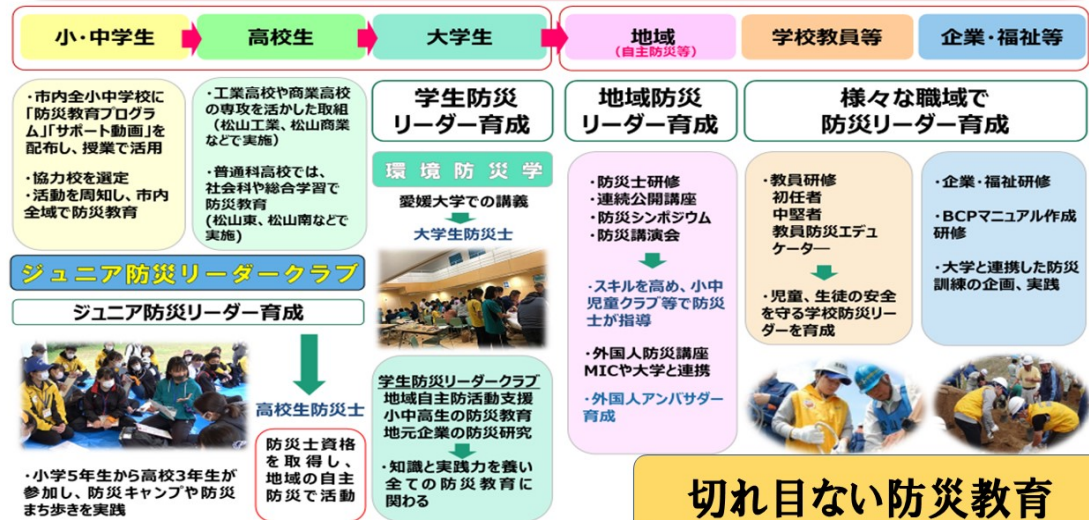 小・中学生
高校生
大学生
地域
(自主防災等)
学校教員等
企業・福祉等
・市内全小中学校に
「防災教育プログラ
ム」「サポート動画」を
配布し、授業で活用
・協力校を選定
・活動を周知し、市内
全域で防災教育
・工業高校や商業高校
の専攻を活かした取組
（松山工業、松山商業
などで実施）
・普通科高校では、
社会科や総合学習で
防災教育
(松山東、松山南などで
実施)
ジュニア防災リーダークラブ
ジュニア防災リーダー育成
高校生防災士
防災士資格
を取得し、
地域の自主
防災で活動
・小学5年生から高校3年生が
参加し、防災キャンプや防災
まち歩きを実践
学生防災
リーダー育成
環境防災学
愛媛大学での講義
大学生防災士
学生防災リーダークラブ
地域自主防活動支援
小中高生の防災教育
地元企業の防災研究
・知識と実践力を養い
全ての防災教育に
関わる
地域防災
リーダー育成
・防災士研修
・連続公開講座
・防災シンポジウム
・防災講演会
・スキルを高め、小中
児童クラブ等で防災
士が指導
・外国人防災講座
MICや大学と連携
・外国人アンバサダー
育成
様々な職域で
防災リーダー育成
・教員研修
初任者
中堅者
教員防災エデュ
ケーター
・児童、生徒の安全
を守る学校防災リー
ダーを育成
・企業・福祉研修
・BCPマニュアル作成
研修
・大学と連携した防災
訓練の企画、実践
切れ目ない防災教育